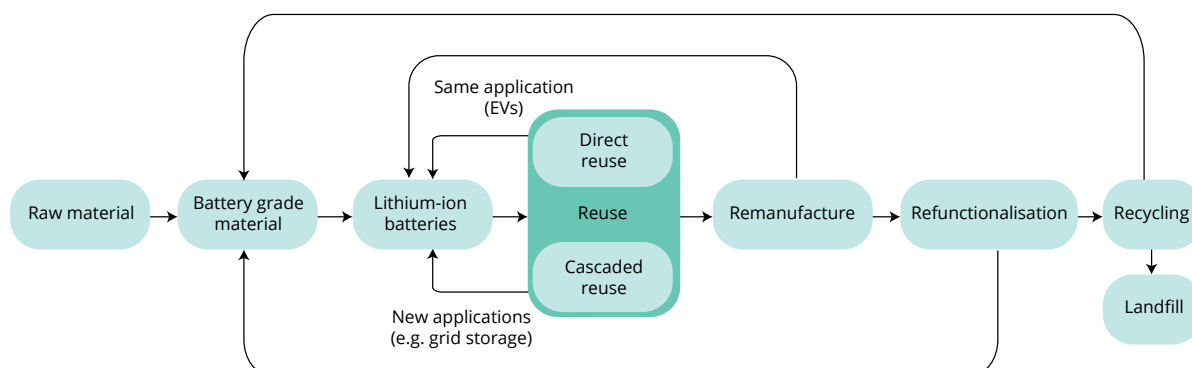 Same application
(EVs)
Direct
reuse
Raw material
Battery grade
material
Lithium-ion
batteries
Reuse
Remanufacture
Refunctionalisation
Recycling
Cascaded
reuse
New applications
(e.g. grid storage)
Landfill